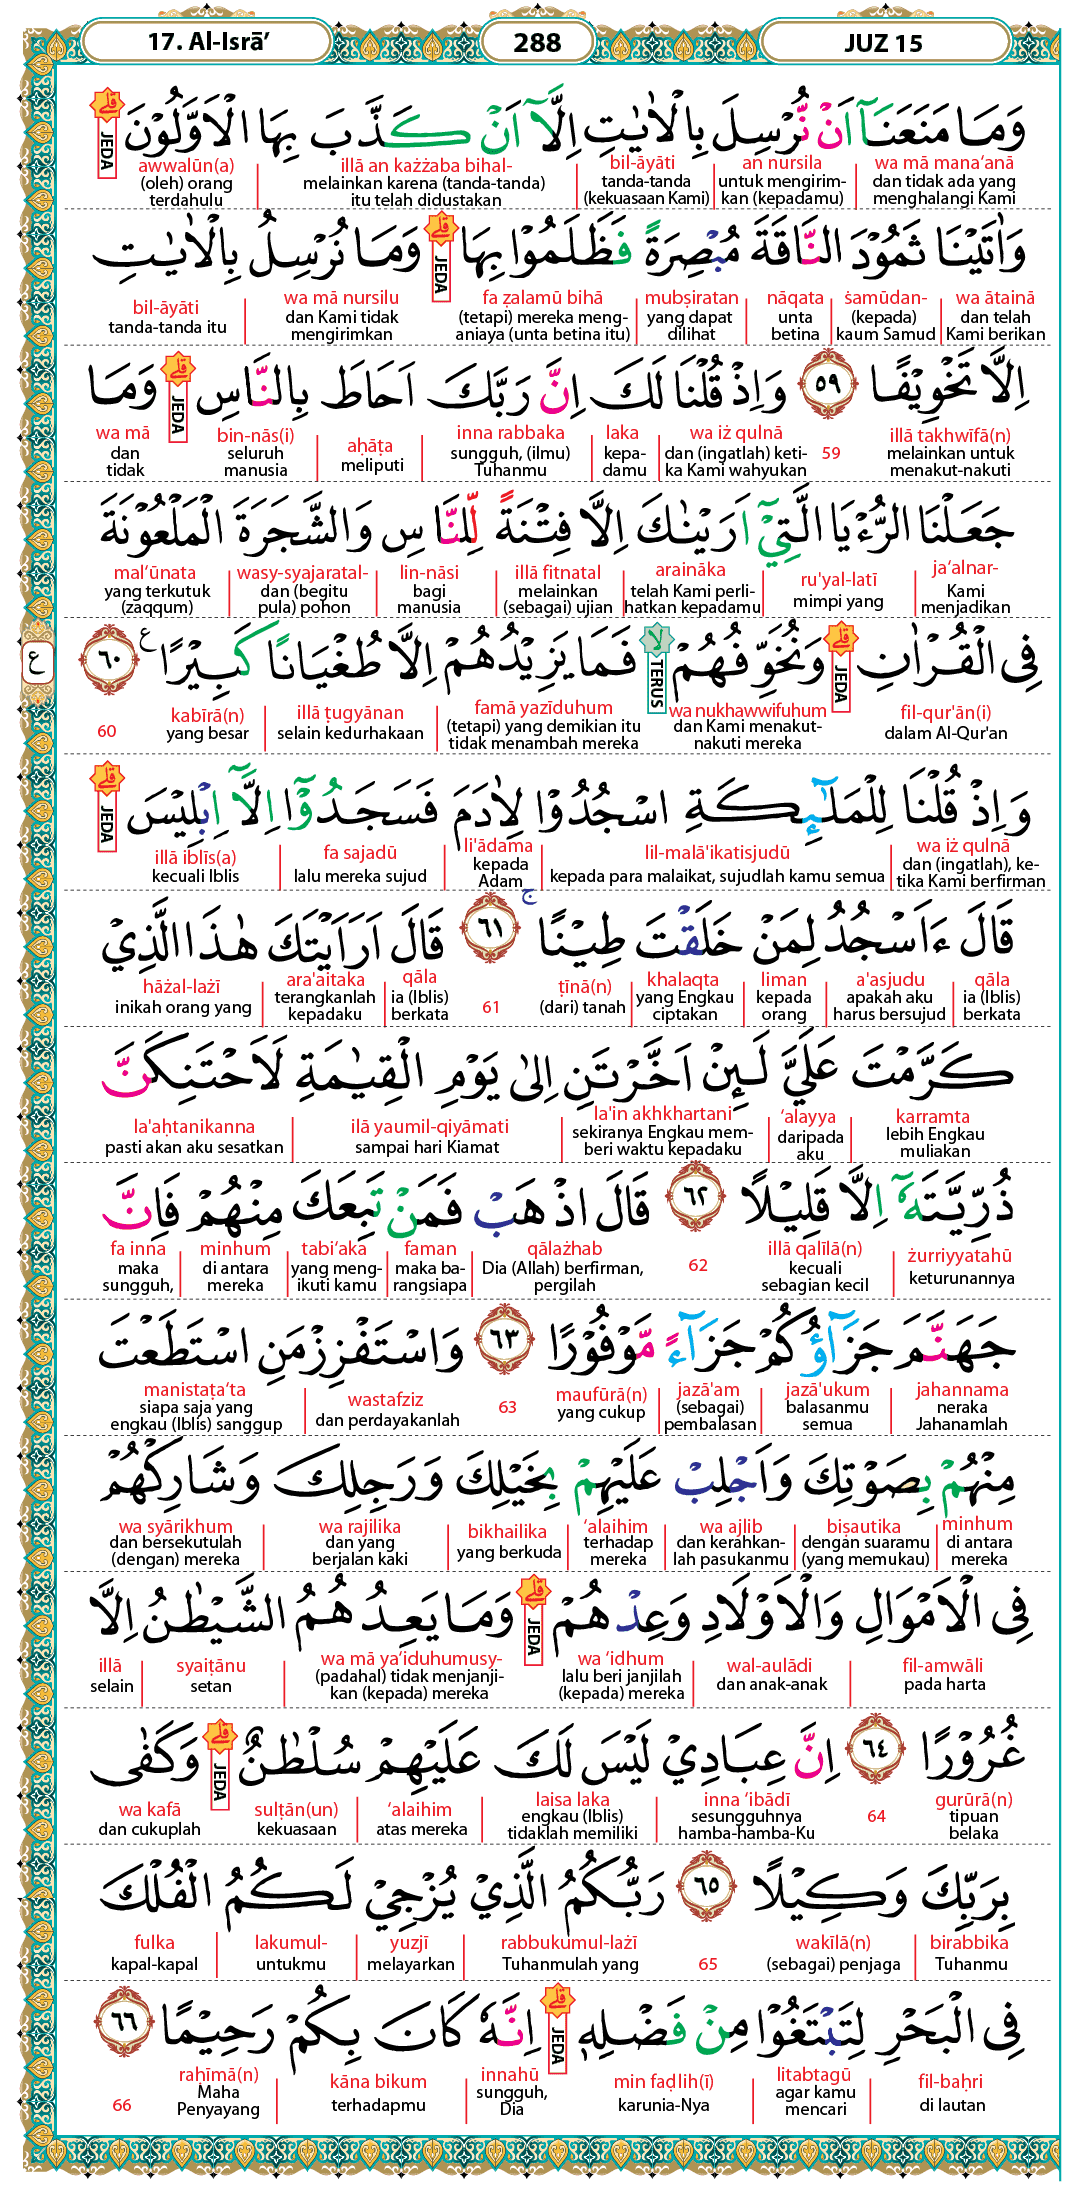 17. Al-Isrā’
288
JUZ 15
وَمَا مَنَعَنَآ اَنْ نُّرْسِلَ بِالْاٰيٰتِ اِلَّآ اَنْ كَذَّبَ بِهَا الْاَوَّلُوْنَ ۗ
JEDA
wa mā mana‘anā
dan tidak ada yang
menghalangi Kami
an nursila
untuk mengirim-
kan (kepadamu)
bil-āyāti
tanda-tanda
(kekuasaan Kami)
illā an każżaba bihal-
melainkan karena (tanda-tanda)
itu telah didustakan
awwalūn(a)
(oleh) orang
terdahulu
وَاٰتَيْنَا ثَمُوْدَ النَّاقَةَ مُبْصِرَةً فَظَلَمُوْا بِهَا ۗ وَمَا نُرْسِلُ بِالْاٰيٰتِ
JEDA
wa ātainā
dan telah
Kami berikan
ṡamūdan-
(kepada)
kaum Samud
nāqata
unta
betina
mubṣiratan
yang dapat
dilihat
fa ẓalamū bihā
(tetapi) mereka meng-
aniaya (unta betina itu)
wa mā nursilu
dan Kami tidak
mengirimkan
bil-āyāti
tanda-tanda itu
اِلَّا تَخْوِيْفًا ٥٩ وَاِذْ قُلْنَا لَكَ اِنَّ رَبَّكَ اَحَاطَ بِالنَّاسِ ۗ وَمَا
JEDA
illā takhwīfā(n)
melainkan untuk
menakut-nakuti
59
wa iż qulnā
dan (ingatlah) keti-
ka Kami wahyukan
laka
kepa-
damu
inna rabbaka
sungguh, (ilmu)
Tuhanmu
aḥāṭa
meliputi
bin-nās(i)
seluruh
manusia
wa mā
dan
tidak
جَعَلْنَا الرُّءْيَا الَّتِيْٓ اَرَيْنٰكَ اِلَّا فِتْنَةً لِّلنَّاسِ وَالشَّجَرَةَ الْمَلْعُوْنَةَ
ja‘alnar-
Kami
menjadikan
ru'yal-latī
mimpi yang
araināka
telah Kami perli-
hatkan kepadamu
illā fitnatal
melainkan
(sebagai) ujian
lin-nāsi
bagi
manusia
wasy-syajaratal-
dan (begitu
pula) pohon
mal‘ūnata
yang terkutuk
(zaqqum)
فِى الْقُرْاٰنِ ۗ وَنُخَوِّفُهُمْ ۙ فَمَا يَزِيْدُهُمْ اِلَّا طُغْيَانًا كَبِيْرًا ࣖ ٦٠
ع
JEDA
TERUS
fil-qur'ān(i)
dalam Al-Qur'an
wa nukhawwifuhum
dan Kami menakut-
nakuti mereka
famā yazīduhum
(tetapi) yang demikian itu
tidak menambah mereka
illā ṭugyānan
selain kedurhakaan
kabīrā(n)
yang besar
60
وَاِذْ قُلْنَا لِلْمَلٰۤىِٕكَةِ اسْجُدُوْا لِاٰدَمَ فَسَجَدُوْٓا اِلَّآ اِبْلِيْسَ ۗ
JEDA
wa iż qulnā
dan (ingatlah), ke-
tika Kami berfirman
lil-malā'ikatisjudū
kepada para malaikat, sujudlah kamu semua
li'ādama
kepada
Adam
fa sajadū
lalu mereka sujud
illā iblīs(a)
kecuali Iblis
قَالَ ءَاَسْجُدُ لِمَنْ خَلَقْتَ طِيْنًا ۚ ٦١ قَالَ اَرَاَيْتَكَ هٰذَا الَّذِيْ
qāla
ia (Iblis)
berkata
a'asjudu
apakah aku
harus bersujud
liman
kepada
orang
khalaqta
yang Engkau
ciptakan
ṭīnā(n)
(dari) tanah
61
qāla
ia (Iblis)
berkata
ara'aitaka
terangkanlah
kepadaku
hāżal-lażī
inikah orang yang
كَرَّمْتَ عَلَيَّ لَىِٕنْ اَخَّرْتَنِ اِلٰى يَوْمِ الْقِيٰمَةِ لَاَحْتَنِكَنَّ
karramta
lebih Engkau
muliakan
‘alayya
daripada
aku
la'in akhkhartani
sekiranya Engkau mem-
beri waktu kepadaku
ilā yaumil-qiyāmati
sampai hari Kiamat
la'aḥtanikanna
pasti akan aku sesatkan
ذُرِّيَّتَهٗٓ اِلَّا قَلِيْلًا ٦٢ قَالَ اذْهَبْ فَمَنْ تَبِعَكَ مِنْهُمْ فَاِنَّ
żurriyyatahū
keturunannya
illā qalīlā(n)
kecuali
sebagian kecil
62
qālażhab
Dia (Allah) berfirman,
pergilah
faman
maka ba-
rangsiapa
tabi‘aka
yang meng-
ikuti kamu
minhum
di antara
mereka
fa inna
maka
sungguh,
جَهَنَّمَ جَزَاۤؤُكُمْ جَزَاۤءً مَّوْفُوْرًا ٦٣ وَاسْتَفْزِزْ مَنِ اسْتَطَعْتَ
jahannama
neraka
Jahanamlah
jazā'ukum
balasanmu
semua
jazā'am
(sebagai)
pembalasan
maufūrā(n)
yang cukup
63
wastafziz
dan perdayakanlah
manistaṭa‘ta
siapa saja yang
engkau (Iblis) sanggup
مِنْهُمْ بِصَوْتِكَ وَاَجْلِبْ عَلَيْهِمْ بِخَيْلِكَ وَرَجِلِكَ وَشَارِكْهُمْ
minhum
di antara
mereka
biṣautika
dengan suaramu
(yang memukau)
wa ajlib
dan kerahkan-
lah pasukanmu
‘alaihim
terhadap
mereka
bikhailika
yang berkuda
wa rajilika
dan yang
berjalan kaki
wa syārikhum
dan bersekutulah
(dengan) mereka
فِى الْاَمْوَالِ وَالْاَوْلَادِ وَعِدْهُمْ ۗ وَمَا يَعِدُهُمُ الشَّيْطٰنُ اِلَّا
JEDA
fil-amwāli
pada harta
wal-aulādi
dan anak-anak
wa ‘idhum
lalu beri janjilah
(kepada) mereka
wa mā ya‘iduhumusy-
(padahal) tidak menjanji-
kan (kepada) mereka
syaiṭānu
setan
illā
selain
غُرُوْرًا ٦٤ اِنَّ عِبَادِيْ لَيْسَ لَكَ عَلَيْهِمْ سُلْطٰنٌ ۗ وَكَفٰى
JEDA
gurūrā(n)
tipuan
belaka
64
inna ‘ibādī
sesungguhnya
hamba-hamba-Ku
laisa laka
engkau (Iblis)
tidaklah memiliki
‘alaihim
atas mereka
sulṭān(un)
kekuasaan
wa kafā
dan cukuplah
بِرَبِّكَ وَكِيْلًا ٦٥ رَبُّكُمُ الَّذِيْ يُزْجِيْ لَكُمُ الْفُلْكَ
birabbika
Tuhanmu
wakīlā(n)
(sebagai) penjaga
65
rabbukumul-lażī
Tuhanmulah yang
yuzjī
melayarkan
lakumul-
untukmu
fulka
kapal-kapal
فِى الْبَحْرِ لِتَبْتَغُوْا مِنْ فَضْلِهٖ ۗ اِنَّهٗ كَانَ بِكُمْ رَحِيْمًا ٦٦
JEDA
fil-baḥri
di lautan
litabtagū
agar kamu
mencari
min faḍlih(ī)
karunia-Nya
innahū
sungguh,
Dia
kāna bikum
terhadapmu
raḥīmā(n)
Maha
Penyayang
66